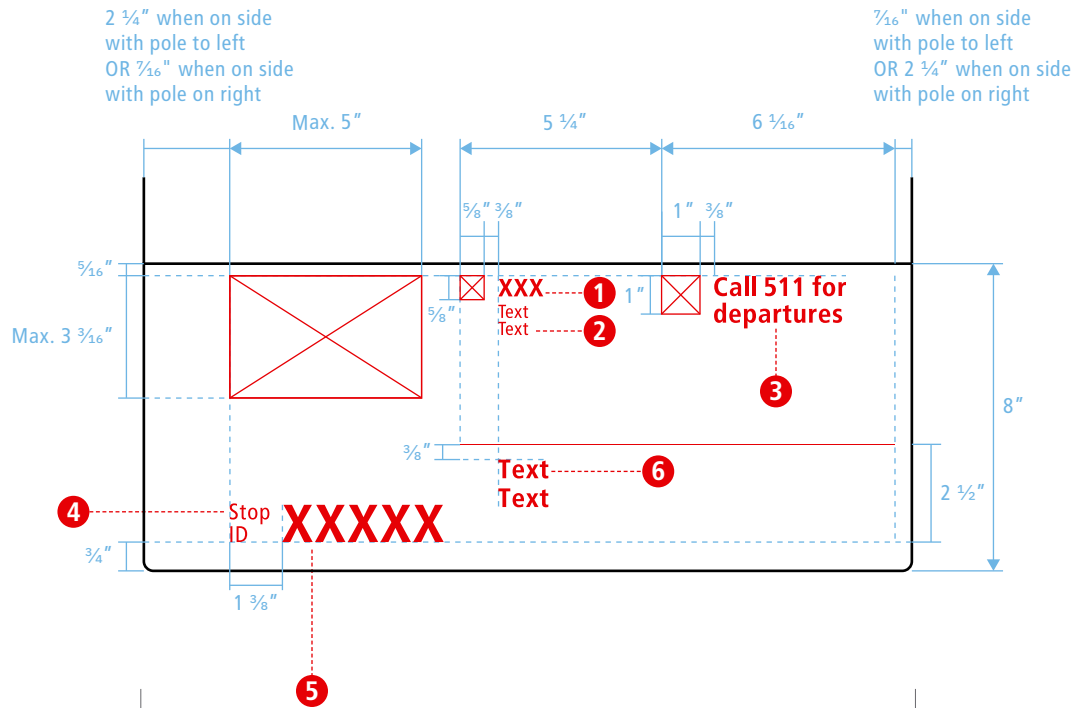 2 ¼″ when on side
with pole to left
OR ⁷⁄₁₆" when on side
with pole on right
⁷⁄₁₆" when on side
with pole to left
OR 2 ¼″ when on side
with pole on right
Max. 5″
5 ¼″
6 ¹⁄₁₆″
⅝″ ⅜″
1″ ⅜″
⁵⁄₁₆″
Max. 3 ³⁄₁₆″
⅝″
XXX
1
Text
Text
2
1″
Call 511 for
departures
3
8″
⅜″
Text
Text
6
2 ½″
4
Stop
ID
XXXXX
¾″
1 ⅜″
5